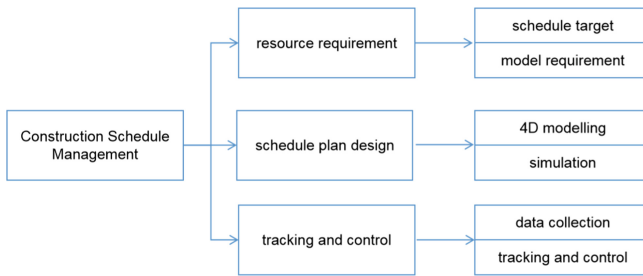 resource requirement
schedule target
model requirement
Construction Schedule
Management
schedule plan design
4D modelling
simulation
tracking and control
data collection
tracking and control